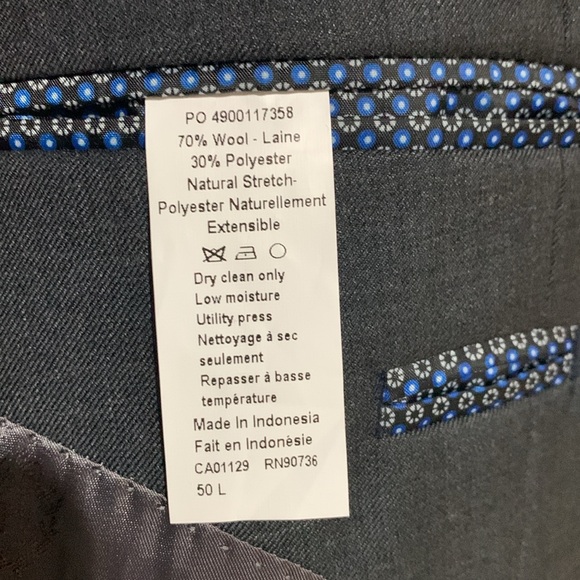 PO 4900117358
70% Wool - Laine
30% Polyester
Natural Stretch-
Polyester Naturellement
Extensible
Dry clean only
Low moisture
Utility press
Nettoyage à sec
seulement
Repasser à basse
température
Made In Indonesia
Fait en Indonésie
CA01129 RN90736
50 L